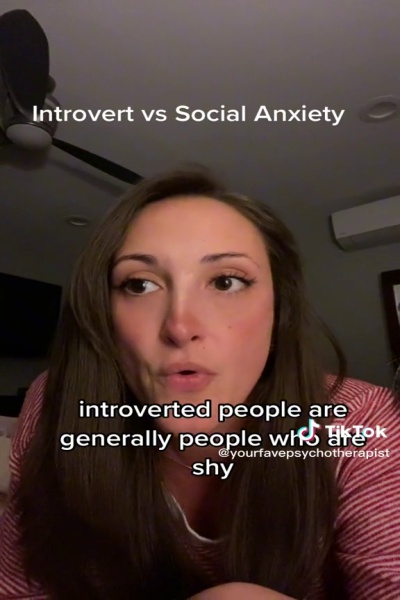 Introvert vs Social Anxiety
introverted people are
generally people who are
shy
TikTok
@yourfavepsychotherapist